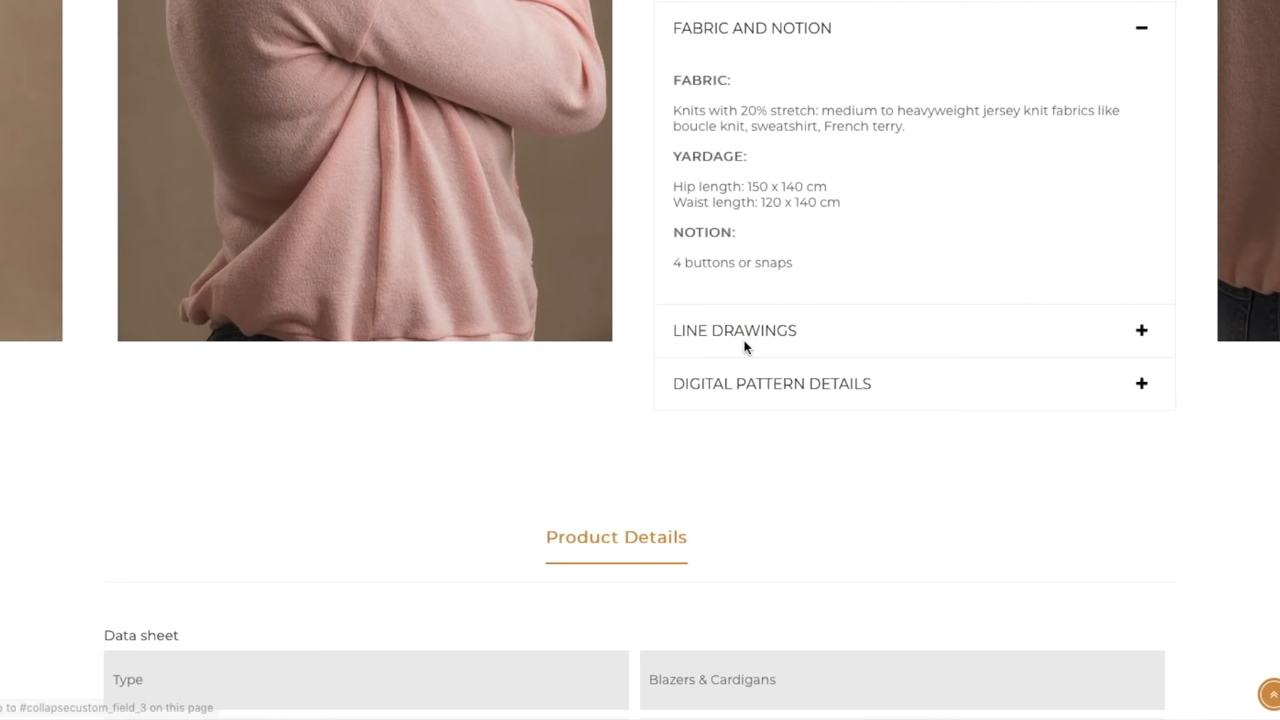 FABRIC AND NOTION
FABRIC:
Knits with 20% stretch: medium to heavyweight jersey knit fabrics like
boucle knit, sweatshirt, French terry.
YARDAGE:
Hip length: 150 x 140 cm
Waist length: 120 x 140 cm
NOTION:
4 buttons or snaps
LINE DRAWINGS
DIGITAL PATTERN DETAILS
Product Details
Data sheet
Type
Blazers & Cardigans
to #collapsecustom_field_3 on this page